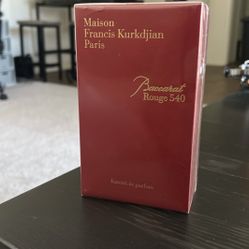 Maison
Francis Kurkdjian
Paris
Baccarat
Rouge 540
Extrait de parfum